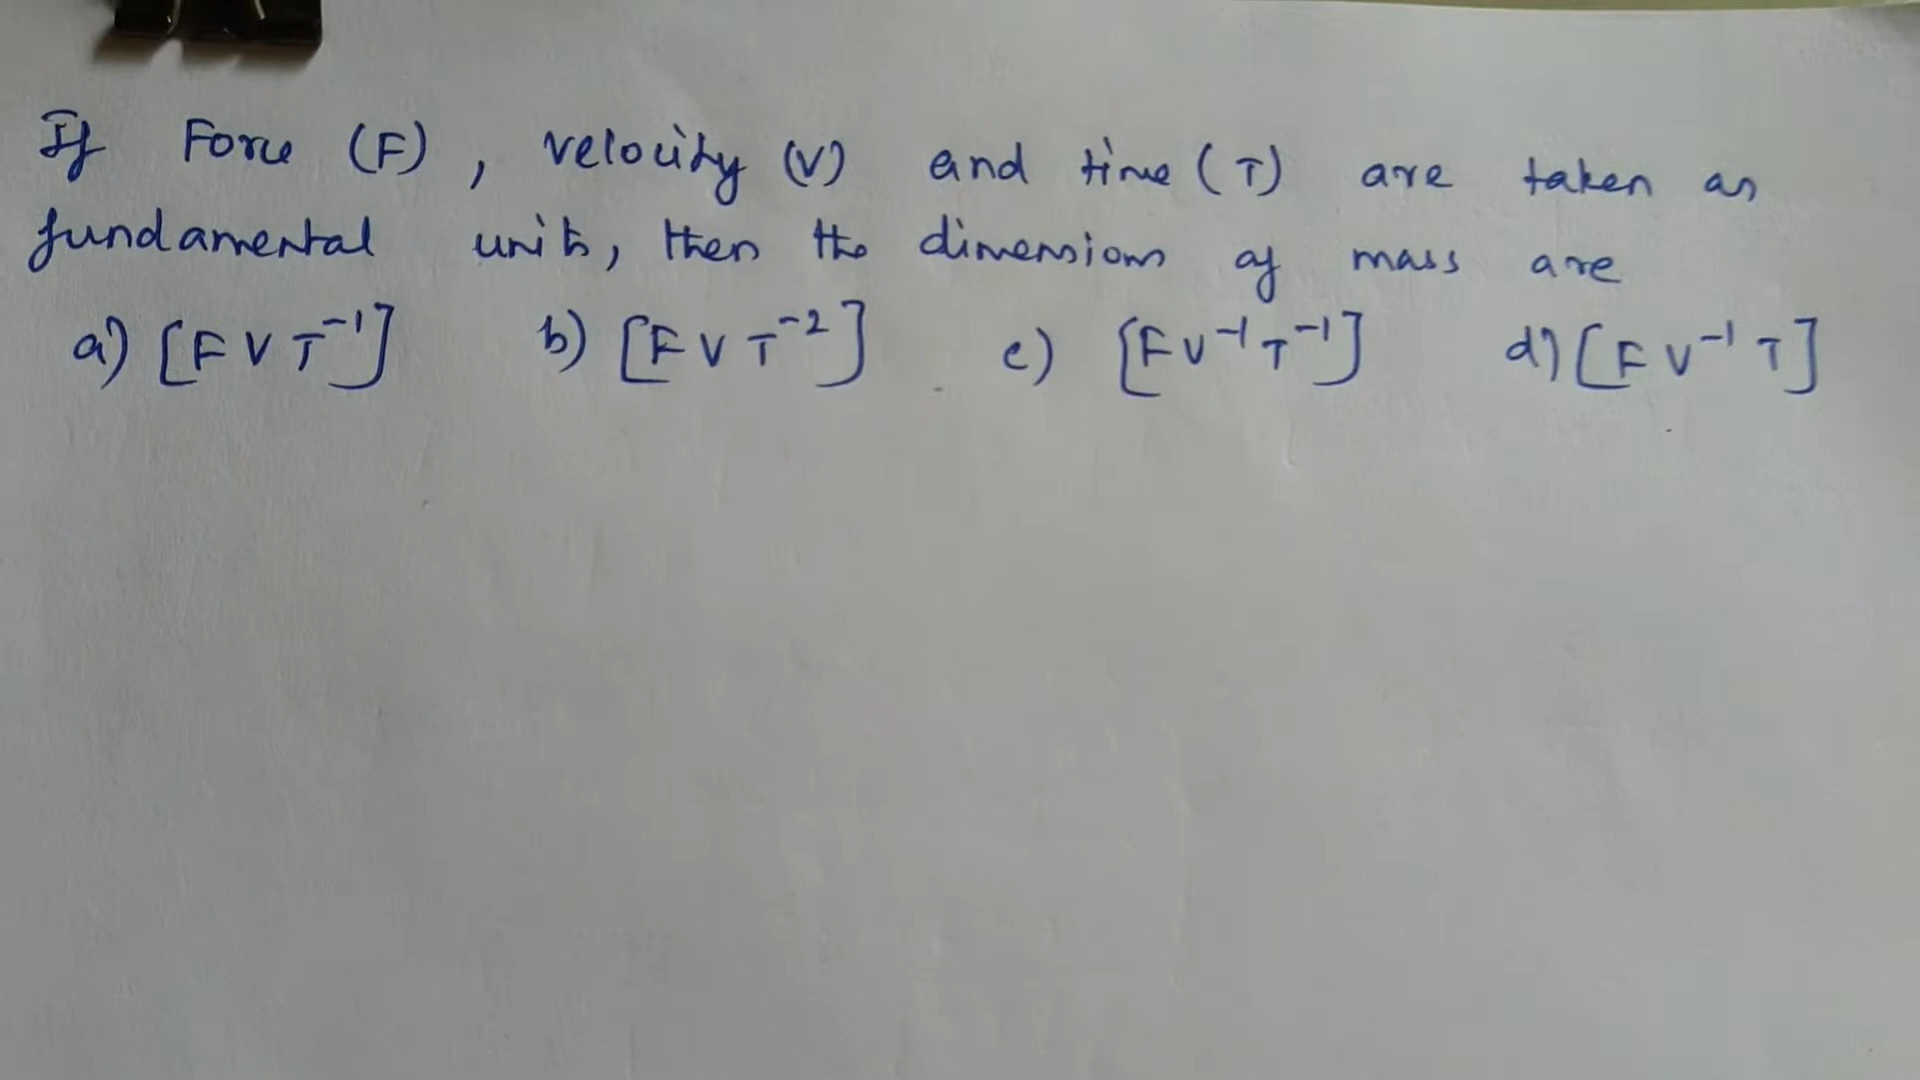 If Force (F), velocity (V) and time (T) are taken as
fundamental units, then the dimensions of mass are
a) [F V T⁻¹] b) [F V T⁻²] c) [F V⁻¹ T⁻¹] d) [F V⁻¹ T]